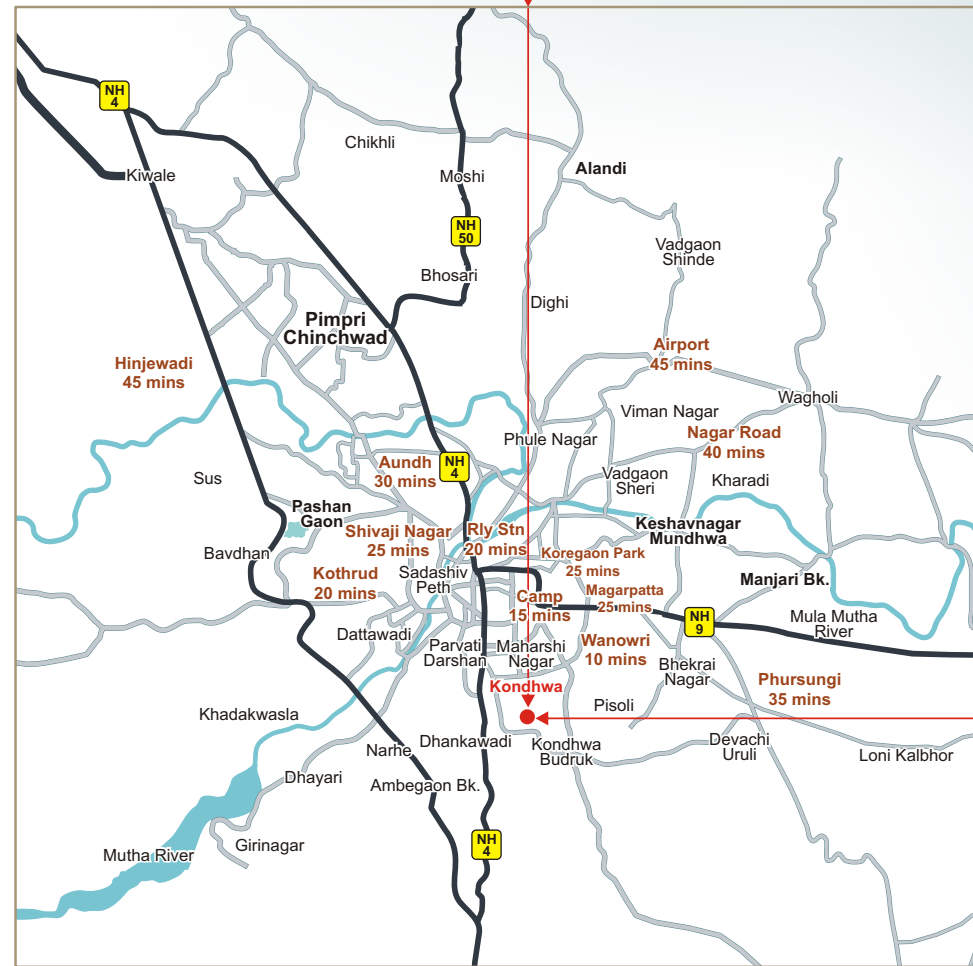 NH
4
Chikhli
Kiwale
Moshi
Alandi
NH
50
Vadgaon
Shinde
Bhosari
Dighi
Pimpri
Chinchwad
Airport
45 mins
Hinjewadi
45 mins
Wagholi
Viman Nagar
Phule Nagar
Nagar Road
40 mins
Aundh
30 mins
NH
4
Sus
Vadgaon
Sheri
Kharadi
Pashan
Gaon
Shivaji Nagar
25 mins
Rly Stn
20 mins
Keshavnagar
Mundhwa
Bavdhan
Koregaon Park
25 mins
Kothrud
20 mins
Sadashiv
Peth
Manjari Bk.
Camp
15 mins
Magarpatta
25 mins
NH
9
Mula Mutha
River
Dattawadi
Parvati
Darshan
Maharshi
Nagar
Wanowri
10 mins
Bhekrai
Nagar
Kondhwa
Phursungi
35 mins
Pisoli
Khadakwasla
Narhe
Dhankawadi
Kondhwa
Budruk
Devachi
Uruli
Loni Kalbhor
Dhayari
Ambegaon Bk.
Girinagar
Mutha River
NH
4